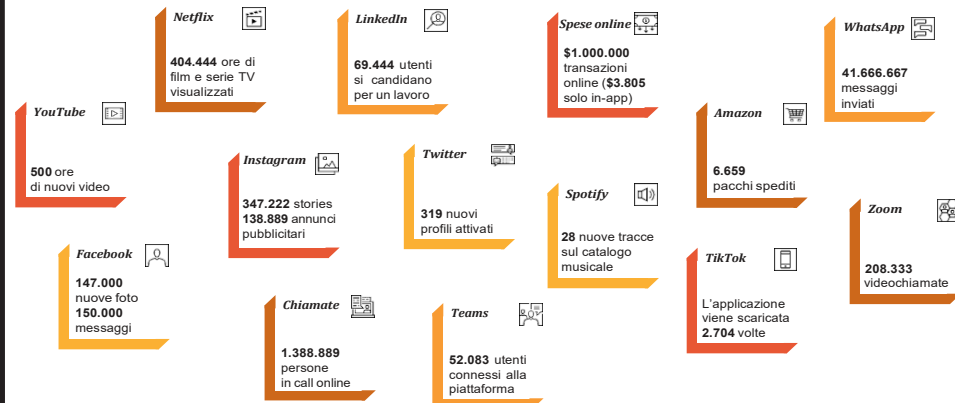 Netflix
404.444 ore di
film e serie TV
visualizzati
LinkedIn
69.444 utenti
si candidano
per un lavoro
Spese online
$1.000.000
transazioni
online ($3.805
solo in-app)
WhatsApp
41.666.667
messaggi
inviati
YouTube
500 ore
di nuovi video
Instagram
347.222 stories
138.889 annunci
pubblicitari
Twitter
319 nuovi
profili attivati
Amazon
6.659
pacchi spediti
Spotify
28 nuove tracce
sul catalogo
musicale
Zoom
208.333
videochiamate
Facebook
147.000
nuove foto
150.000
messaggi
Chiamate
1.388.889
persone
in call online
Teams
52.083 utenti
connessi alla
piattaforma
TikTok
L'applicazione
viene scaricata
2.704 volte